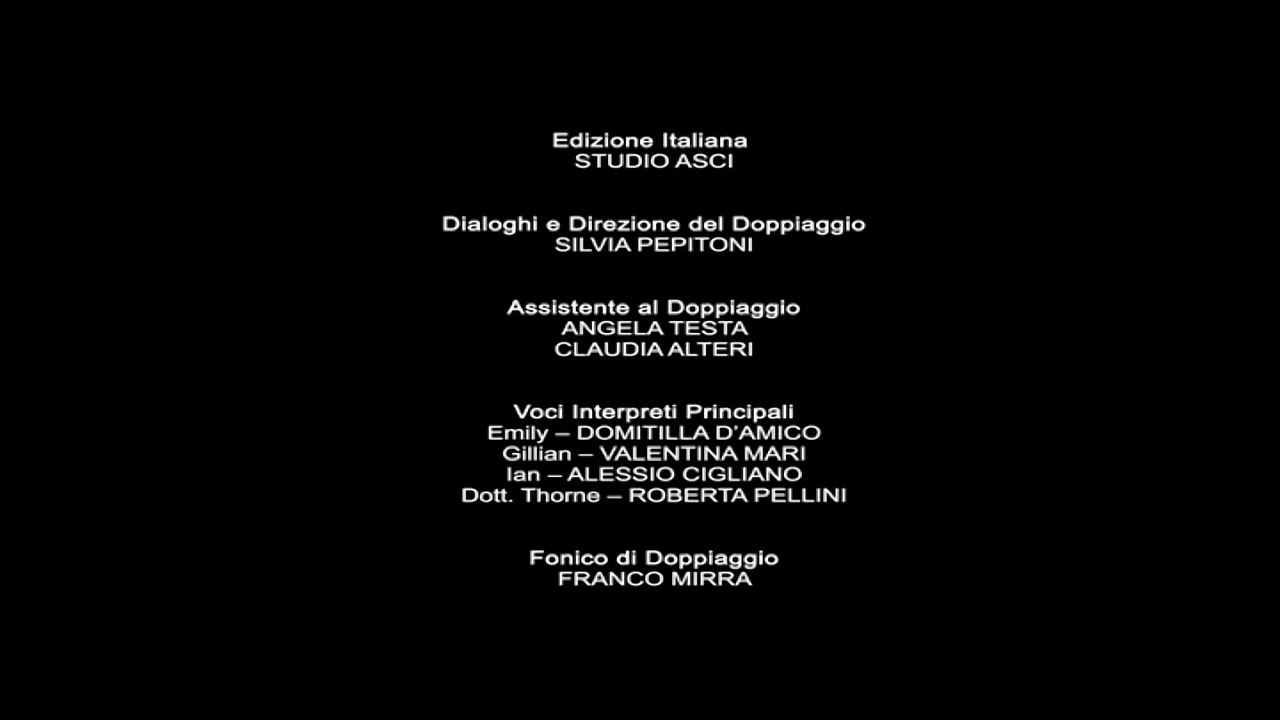 Edizione Italiana
STUDIO ASCI
Dialoghi e Direzione del Doppiaggio
SILVIA PEPITONI
Assistente al Doppiaggio
ANGELA TESTA
CLAUDIA ALTERI
Voci Interpreti Principali
Emily – DOMITILLA D’AMICO
Gillian – VALENTINA MARI
Ian – ALESSIO CIGLIANO
Dott. Thorne – ROBERTA PELLINI
Fonico di Doppiaggio
FRANCO MIRRA